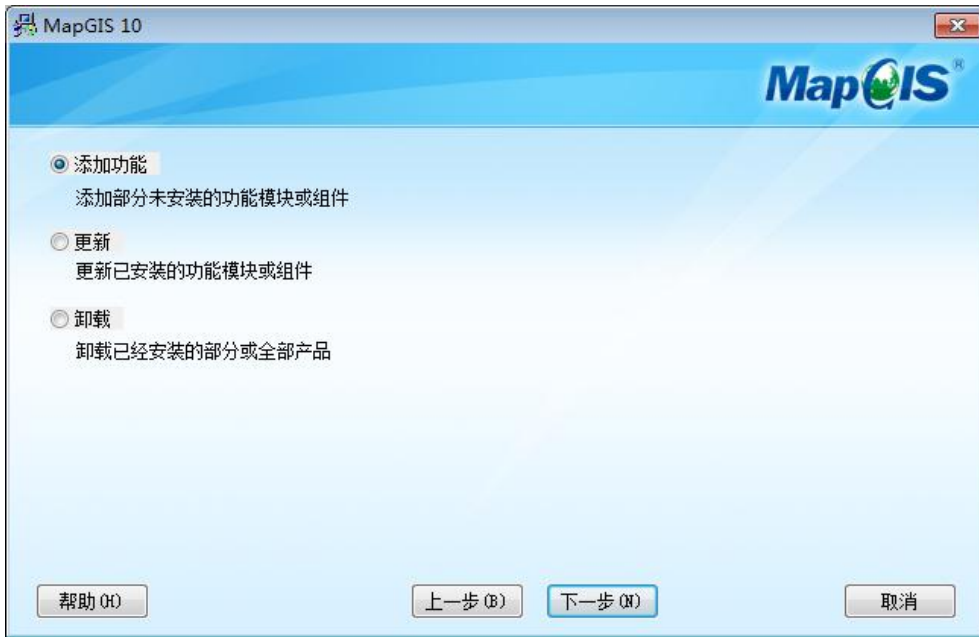 MapGIS 10
MapGIS®
添加功能
添加部分未安装的功能模块或组件
更新
更新已安装的功能模块或组件
卸载
卸载已经安装的部分或全部产品
帮助(H)
上一步(B)
下一步(N)
取消